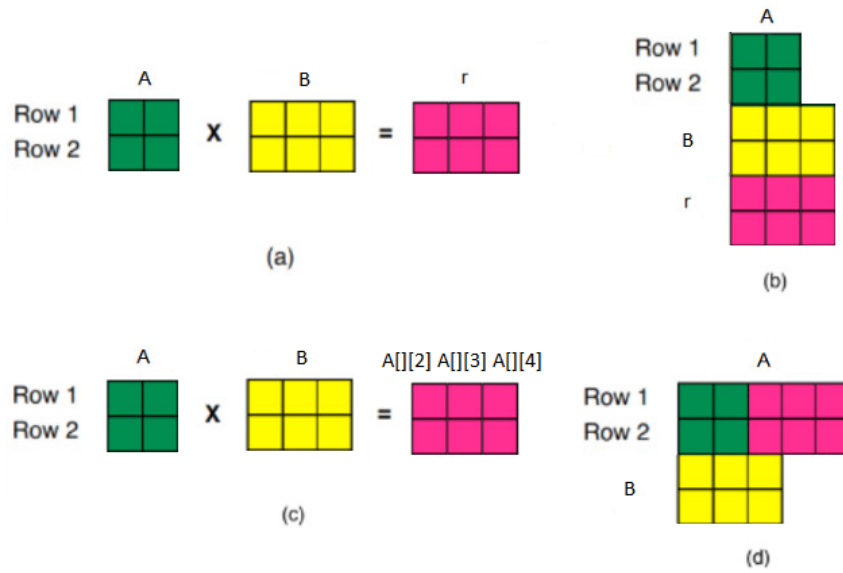 A B r
Row 1
Row 2
X =
(a)
A
Row 1
Row 2
B
r
(b)
A B A[][2] A[][3] A[][4]
Row 1
Row 2
X =
(c)
A
Row 1
Row 2
B
(d)